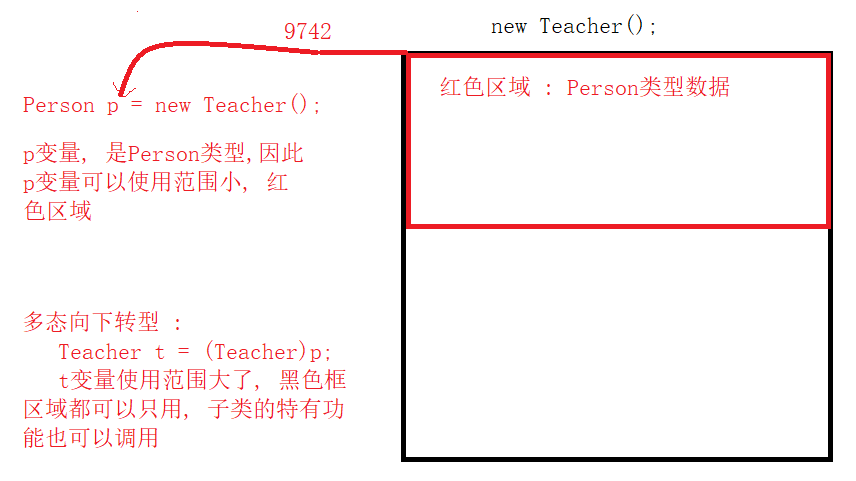 new Teacher();
9742
红色区域 : Person类型数据
Person p = new Teacher();
p变量, 是Person类型,因此
p变量可以使用范围小, 红
色区域
多态向下转型 :
Teacher t = (Teacher)p;
t变量使用范围大了, 黑色框
区域都可以只用, 子类的特有功
能也可以调用